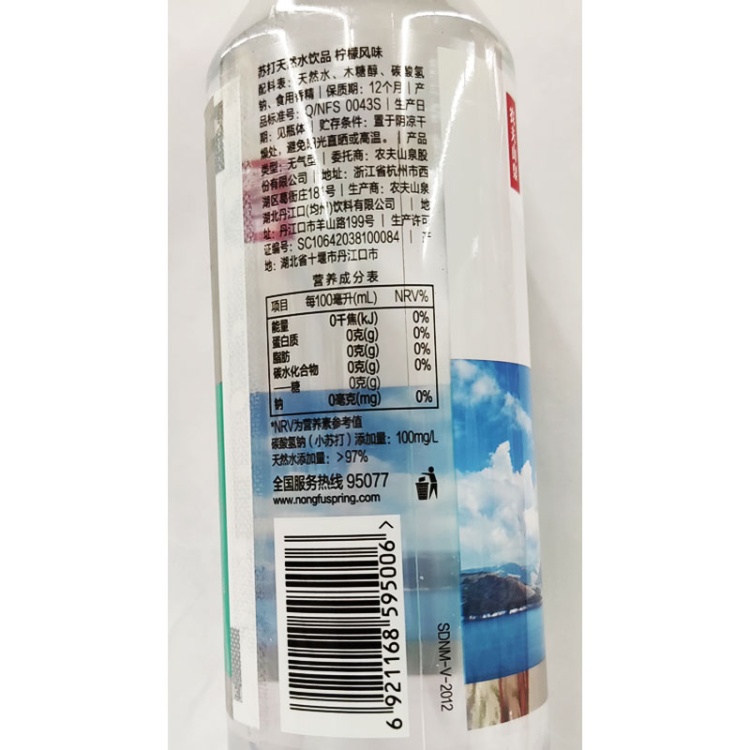 苏打天然水饮品 柠檬风味
配料表：天然水、木糖醇、碳酸氢
钠、食用香精 | 保质期：12个月 | 产
品标准号：Q/NFS 0043S | 生产日
期：见瓶体 | 贮存条件：置于阴凉干
燥处，避免阳光直晒或高温。 | 产品
类型：无气型 | 委托商：农夫山泉股
份有限公司 | 地址：浙江省杭州市西
湖区葛衙庄181号 | 生产商：农夫山泉
湖北丹江口(均州)饮料有限公司 | 地
址：丹江口市羊山路199号 | 生产许可
证编号：SC10642038100084 | 产
地：湖北省十堰市丹江口市
营养成分表
项目 每100毫升(mL) NRV%
能量 0千焦(kJ) 0%
蛋白质 0克(g) 0%
脂肪 0克(g) 0%
碳水化合物 0克(g) 0%
——糖 0克(g)
钠 0毫克(mg) 0%
*NRV为营养素参考值
碳酸氢钠（小苏打）添加量：100mg/L
天然水添加量：>97%
全国服务热线 95077
www.nongfuspring.com
6 921168 595006 >
SDNM-V-2012